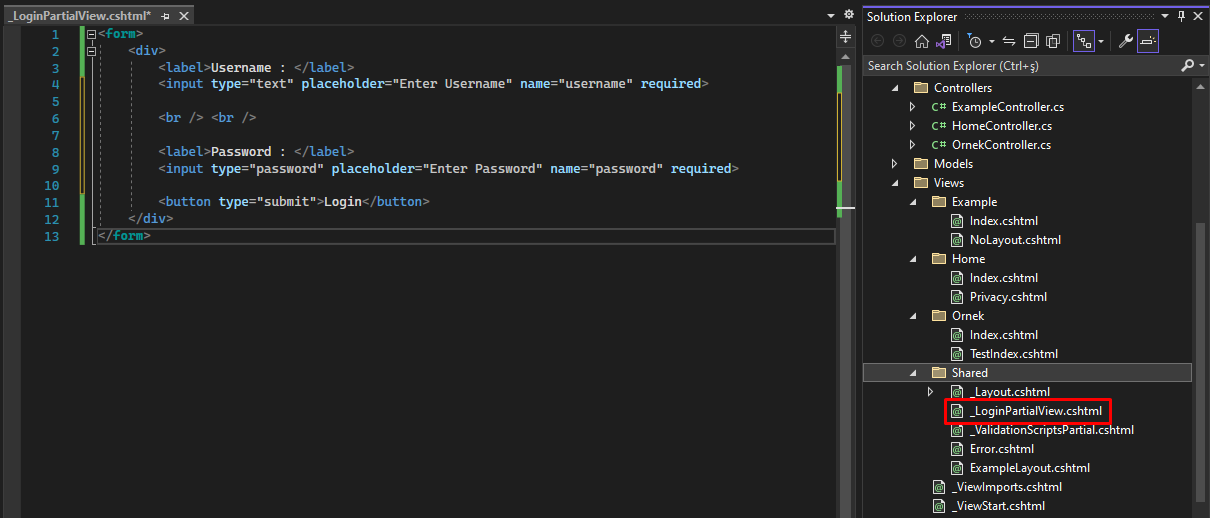 _LoginPartialView.cshtml*
1 <form>
2 <div>
3 <label>Username : </label>
4 <input type="text" placeholder="Enter Username" name="username" required>
5
6 <br /> <br />
7
8 <label>Password : </label>
9 <input type="password" placeholder="Enter Password" name="password" required>
10
11 <button type="submit">Login</button>
12 </div>
13 </form>
Solution Explorer
Search Solution Explorer (Ctrl+ş)
Controllers
C# ExampleController.cs
C# HomeController.cs
C# OrnekController.cs
Models
Views
Example
Index.cshtml
NoLayout.cshtml
Home
Index.cshtml
Privacy.cshtml
Ornek
Index.cshtml
TestIndex.cshtml
Shared
_Layout.cshtml
_LoginPartialView.cshtml
_ValidationScriptsPartial.cshtml
Error.cshtml
ExampleLayout.cshtml
_ViewImports.cshtml
_ViewStart.cshtml